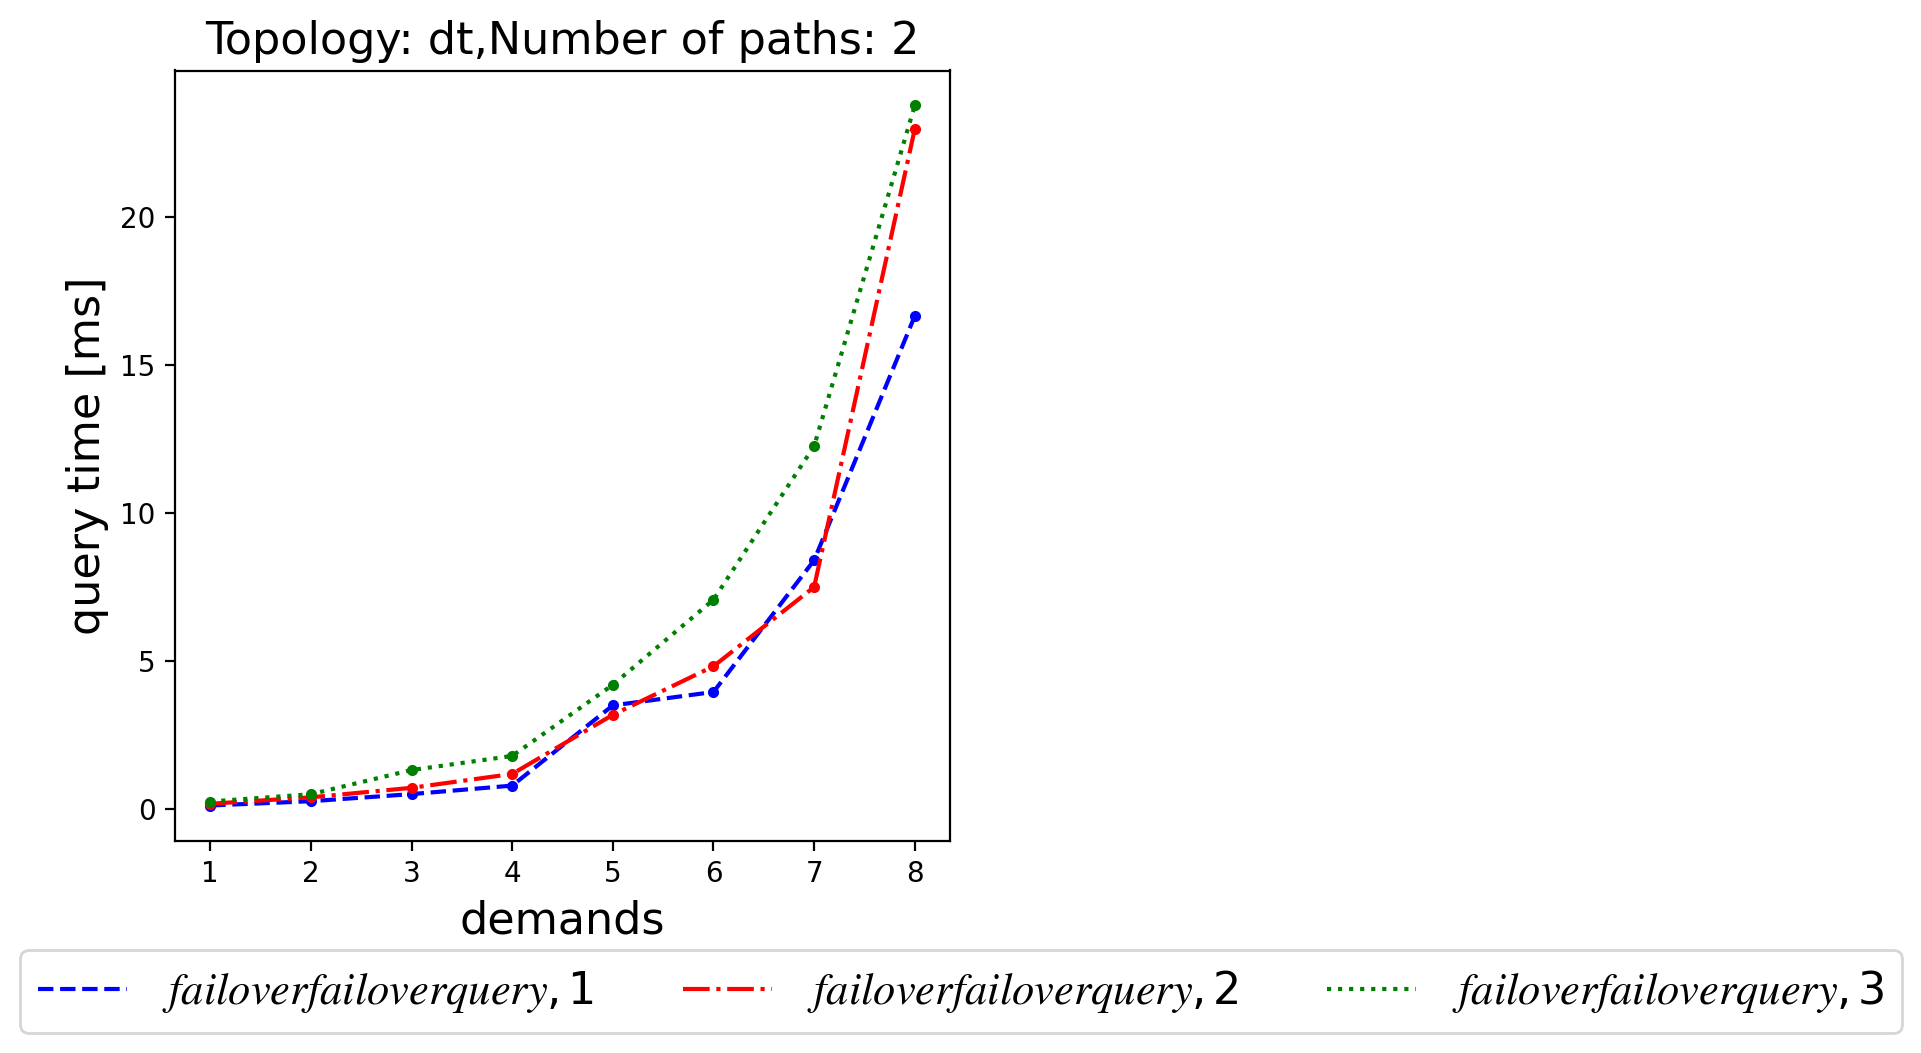 Topology: dt,Number of paths: 2
query time [ms]
20
15
10
5
0
1 2 3 4 5 6 7 8
demands
failoverfailoverquery, 1 failoverfailoverquery, 2 failoverfailoverquery, 3